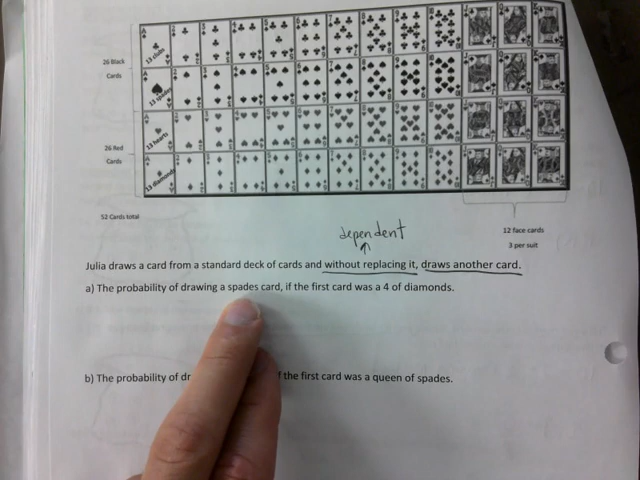 13 clubs
26 Black
Cards
13 spades
13 hearts
26 Red
Cards
13 diamonds
52 Cards total
12 face cards
3 per suit
dependent
Julia draws a card from a standard deck of cards and without replacing it, draws another card.
a) The probability of drawing a spades card, if the first card was a 4 of diamonds.
b) The probability of the first card was a queen of spades.